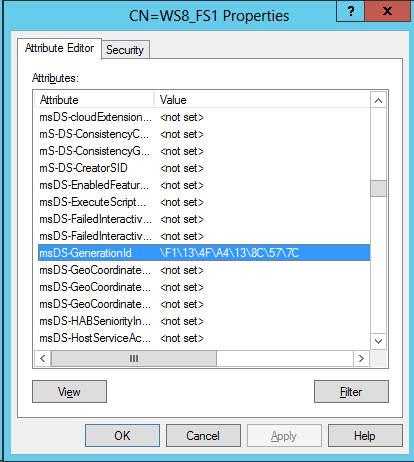 CN=WS8_FS1 Properties
? x
Attribute Editor Security
Attributes:
Attribute Value
msDS-cloudExtension... <not set>
mS-DS-ConsistencyC... <not set>
mS-DS-ConsistencyG... <not set>
mS-DS-CreatorSID <not set>
msDS-EnabledFeatur... <not set>
msDS-ExecuteScript... <not set>
msDS-FailedInteractiv... <not set>
msDS-FailedInteractiv... <not set>
msDS-GenerationId \F1\13\4F\A4\13\8C\57\7C
msDS-GeoCoordinate... <not set>
msDS-GeoCoordinate... <not set>
msDS-GeoCoordinate... <not set>
msDS-HABSeniorityIn... <not set>
msDS-HostServiceAc... <not set>
View Filter
OK Cancel Apply Help